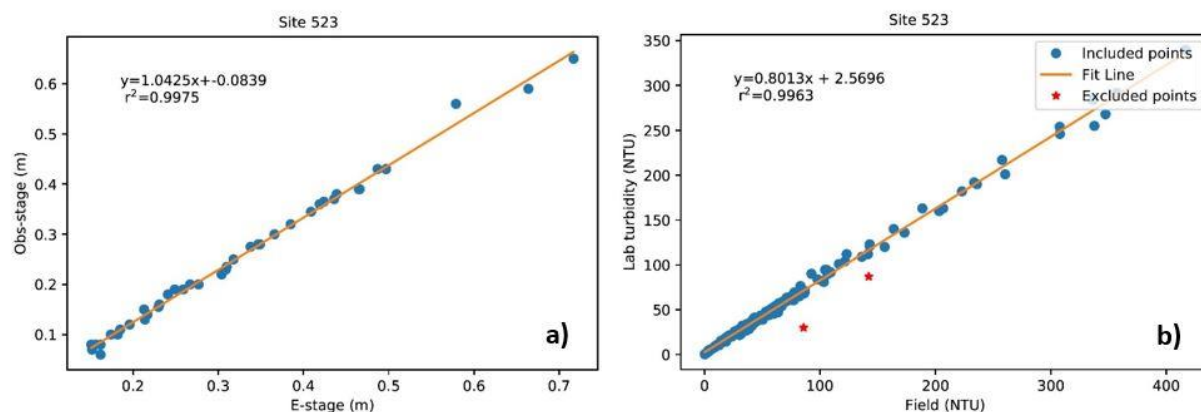 Site 523
y=1.0425x+-0.0839
r²=0.9975
Obs-stage (m)
0.6
0.5
0.4
0.3
0.2
0.1
0.2
0.3
0.4
0.5
0.6
0.7
E-stage (m)
a)
Site 523
y=0.8013x + 2.5696
r²=0.9963
Included points
Fit Line
Excluded points
Lab turbidity (NTU)
350
300
250
200
150
100
50
0
0
100
200
300
400
Field (NTU)
b)